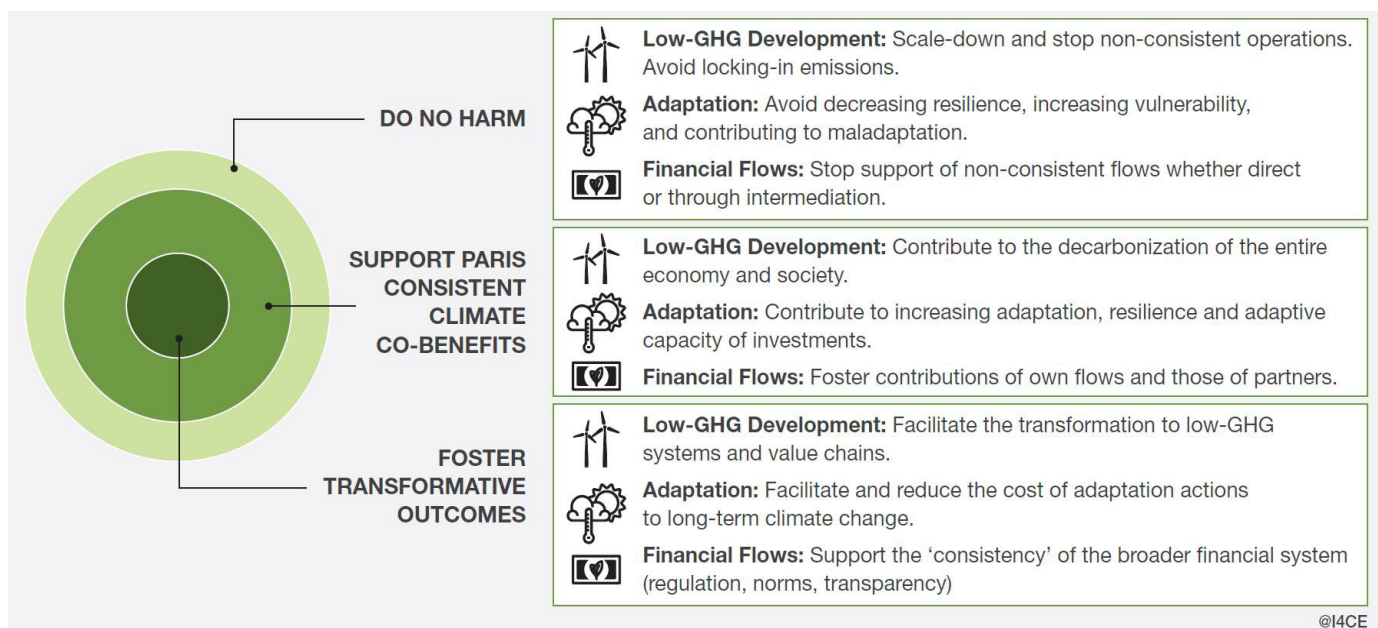 DO NO HARM
Low-GHG Development: Scale-down and stop non-consistent operations.
Avoid locking-in emissions.
Adaptation: Avoid decreasing resilience, increasing vulnerability,
and contributing to maladaptation.
Financial Flows: Stop support of non-consistent flows whether direct
or through intermediation.
SUPPORT PARIS
CONSISTENT
CLIMATE
CO-BENEFITS
Low-GHG Development: Contribute to the decarbonization of the entire
economy and society.
Adaptation: Contribute to increasing adaptation, resilience and adaptive
capacity of investments.
Financial Flows: Foster contributions of own flows and those of partners.
FOSTER
TRANSFORMATIVE
OUTCOMES
Low-GHG Development: Facilitate the transformation to low-GHG
systems and value chains.
Adaptation: Facilitate and reduce the cost of adaptation actions
to long-term climate change.
Financial Flows: Support the ‘consistency’ of the broader financial system
(regulation, norms, transparency)
@I4CE